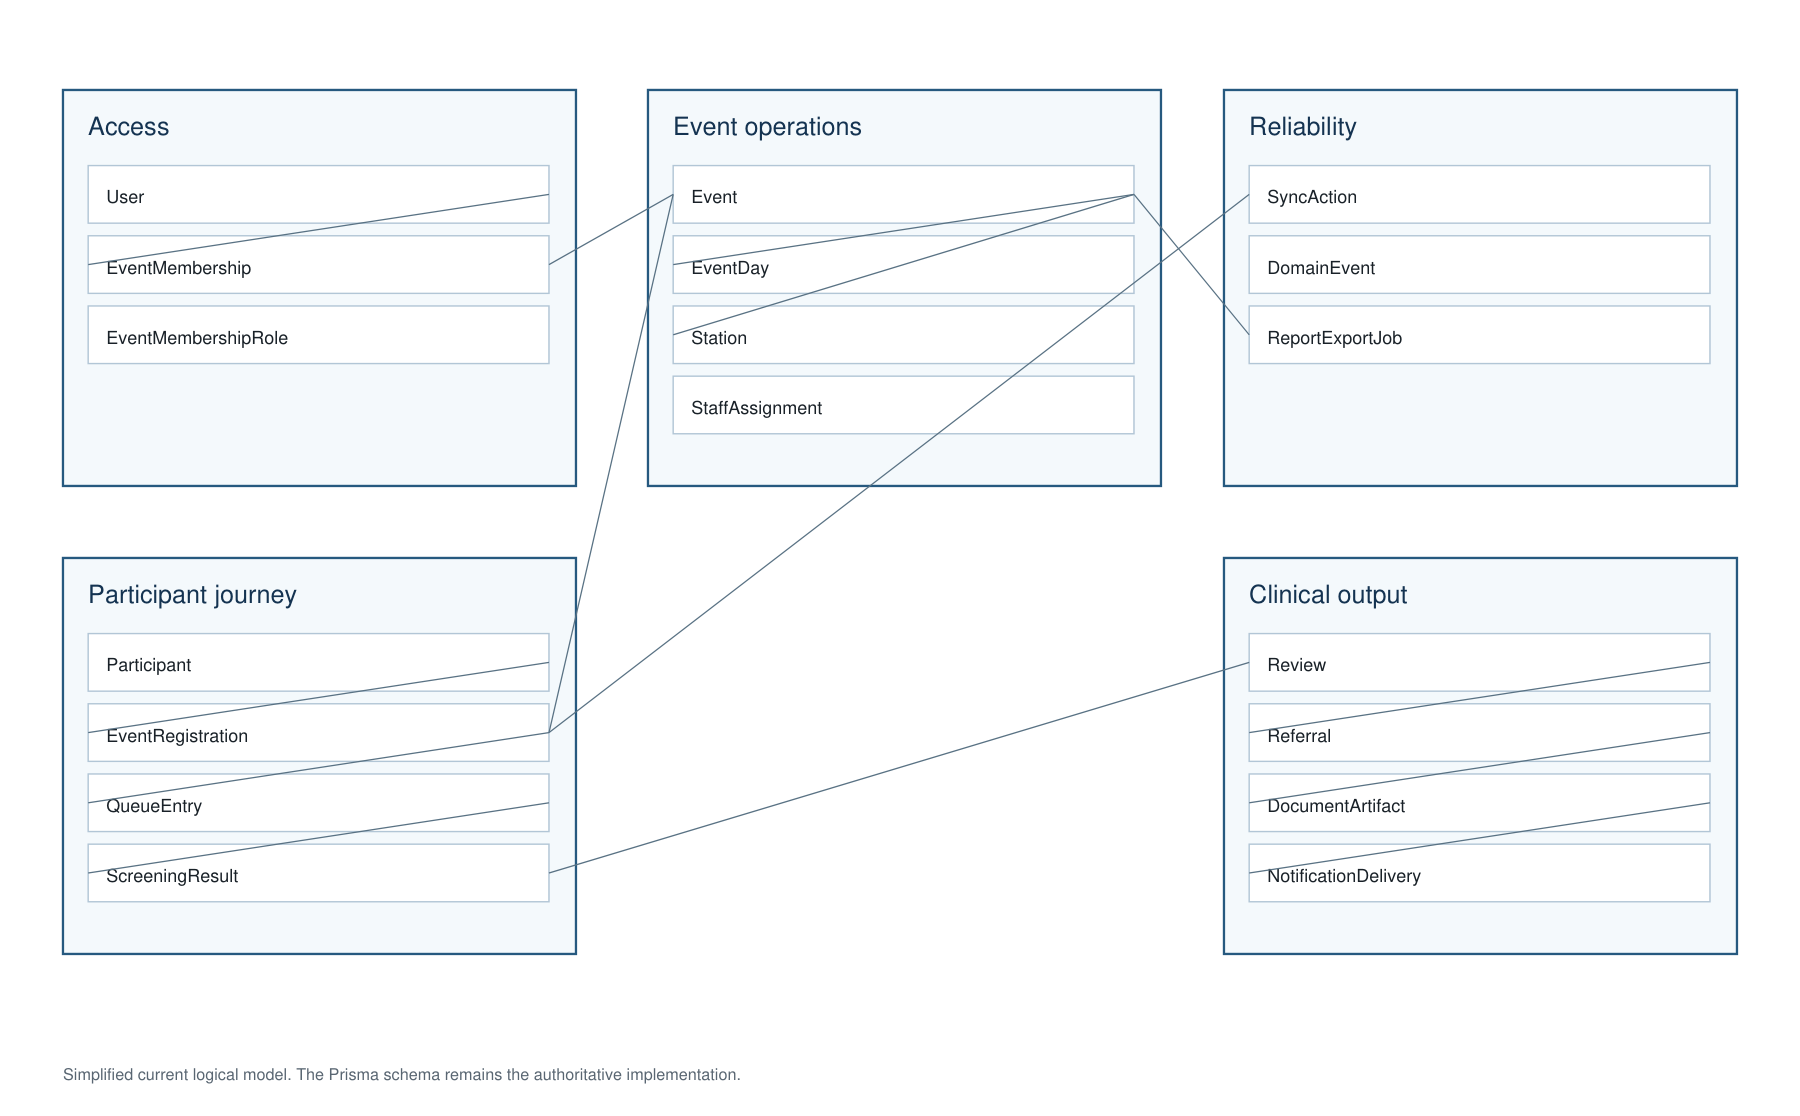 Access
User
EventMembership
EventMembershipRole
Event operations
Event
EventDay
Station
StaffAssignment
Reliability
SyncAction
DomainEvent
ReportExportJob
Participant journey
Participant
EventRegistration
QueueEntry
ScreeningResult
Clinical output
Review
Referral
DocumentArtifact
NotificationDelivery
Simplified current logical model. The Prisma schema remains the authoritative implementation.